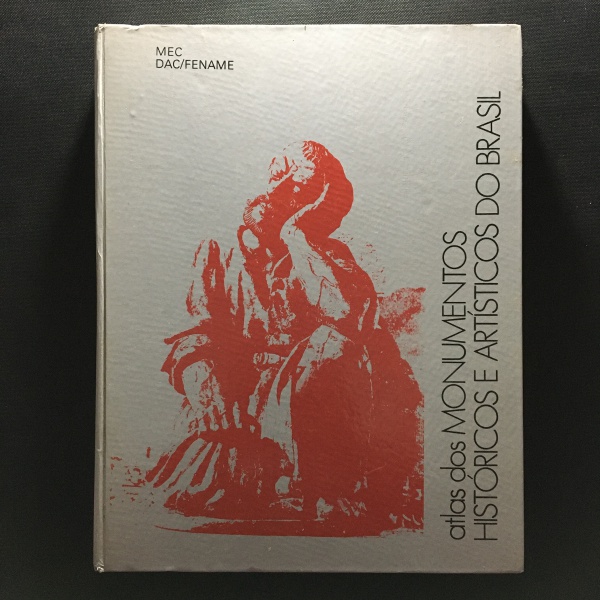 MEC
DAC/FENAME
atlas dos MONUMENTOS
HISTÓRICOS E ARTÍSTICOS DO BRASIL